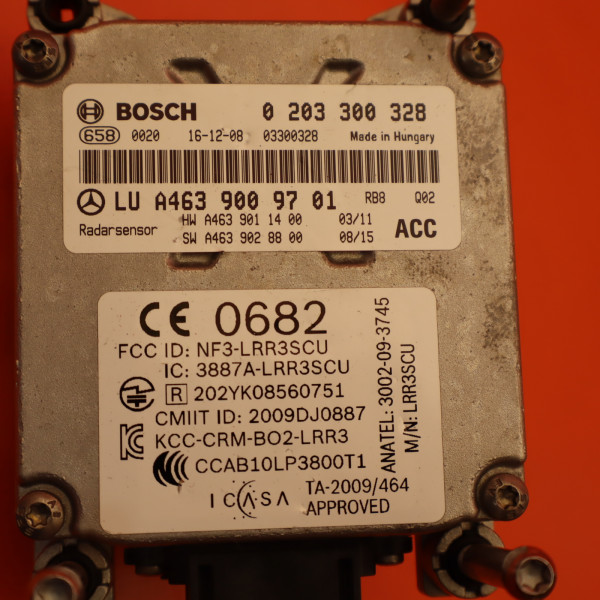 BOSCH 0 203 300 328
658 0020 16-12-08 03300328 Made in Hungary
LU A463 900 97 01 RB8 Q02
HW A463 901 14 00 03/11
Radarsensor SW A463 902 88 00 08/15 ACC
CE 0682
FCC ID: NF3-LRR3SCU
IC: 3887A-LRR3SCU
R 202YK08560751
CMIIT ID: 2009DJ0887
KCC-CRM-BO2-LRR3
CCAB10LP3800T1
ICASA TA-2009/464
APPROVED
ANATEL: 3002-09-3745
M/N: LRR3SCU